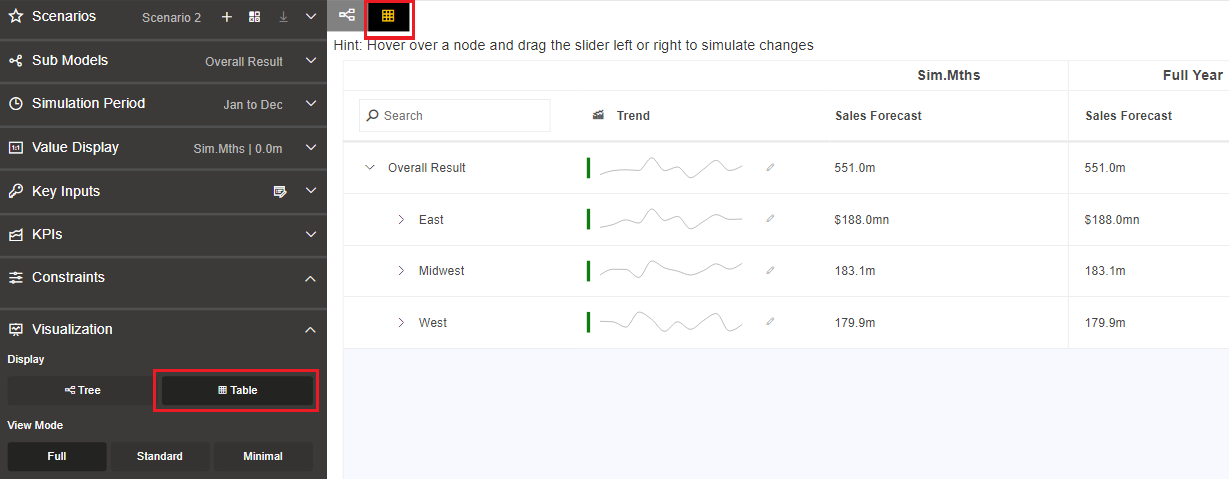 Scenarios Scenario 2
Sub Models Overall Result
Simulation Period Jan to Dec
1:1 Value Display Sim.Mths | 0.0m
Key Inputs
KPIs
Constraints
Visualization
Display
Tree Table
View Mode
Full Standard Minimal
Hint: Hover over a node and drag the slider left or right to simulate changes
Sim.Mths Full Year
Search Trend Sales Forecast Sales Forecast
Overall Result 551.0m 551.0m
East $188.0mn $188.0mn
Midwest 183.1m 183.1m
West 179.9m 179.9m